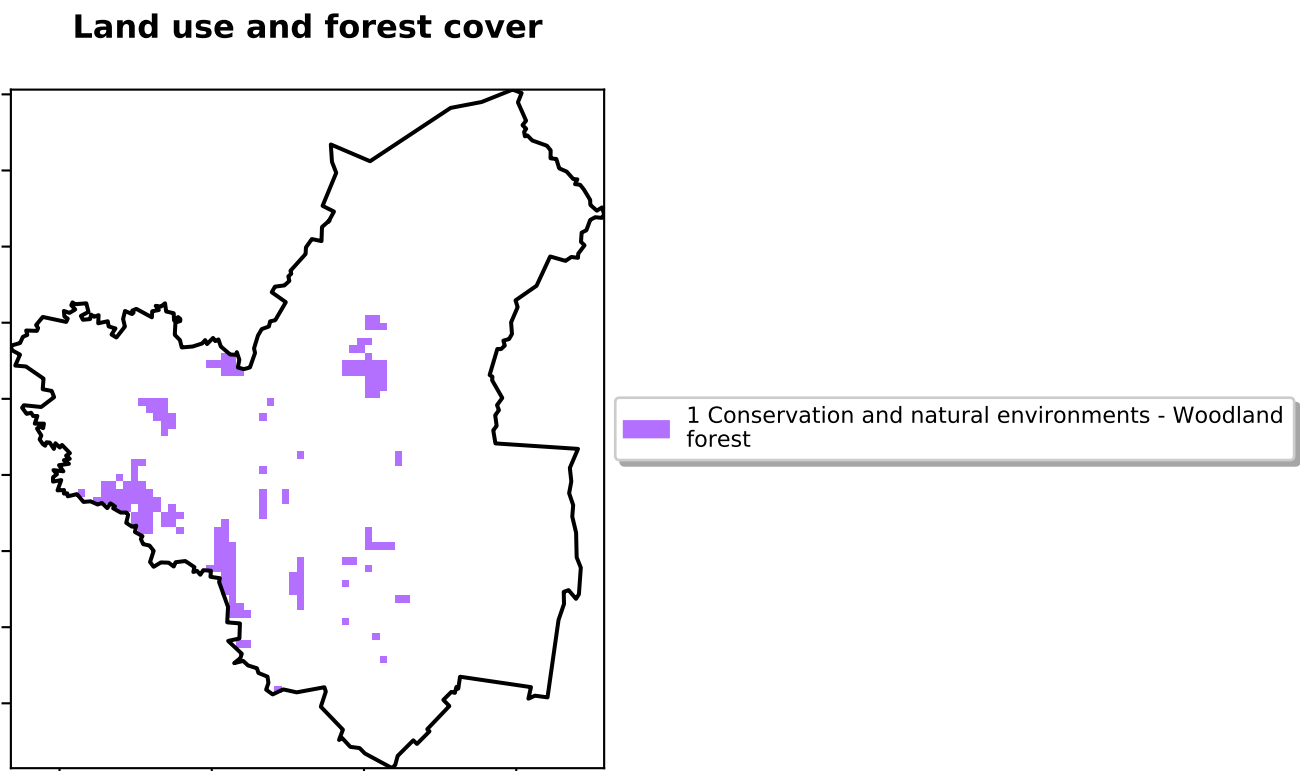 Land use and forest cover
1 Conservation and natural environments - Woodland
forest